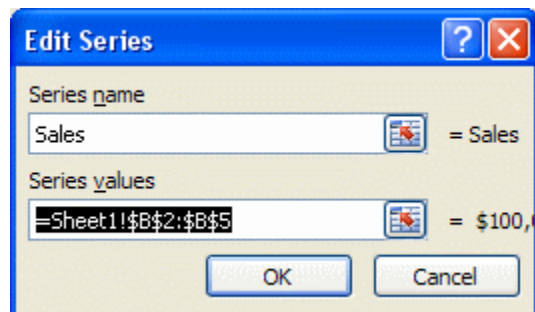 Edit Series
?
Series name
Sales = Sales
Series values
=Sheet1!$B$2:$B$5 = $100,
OK Cancel